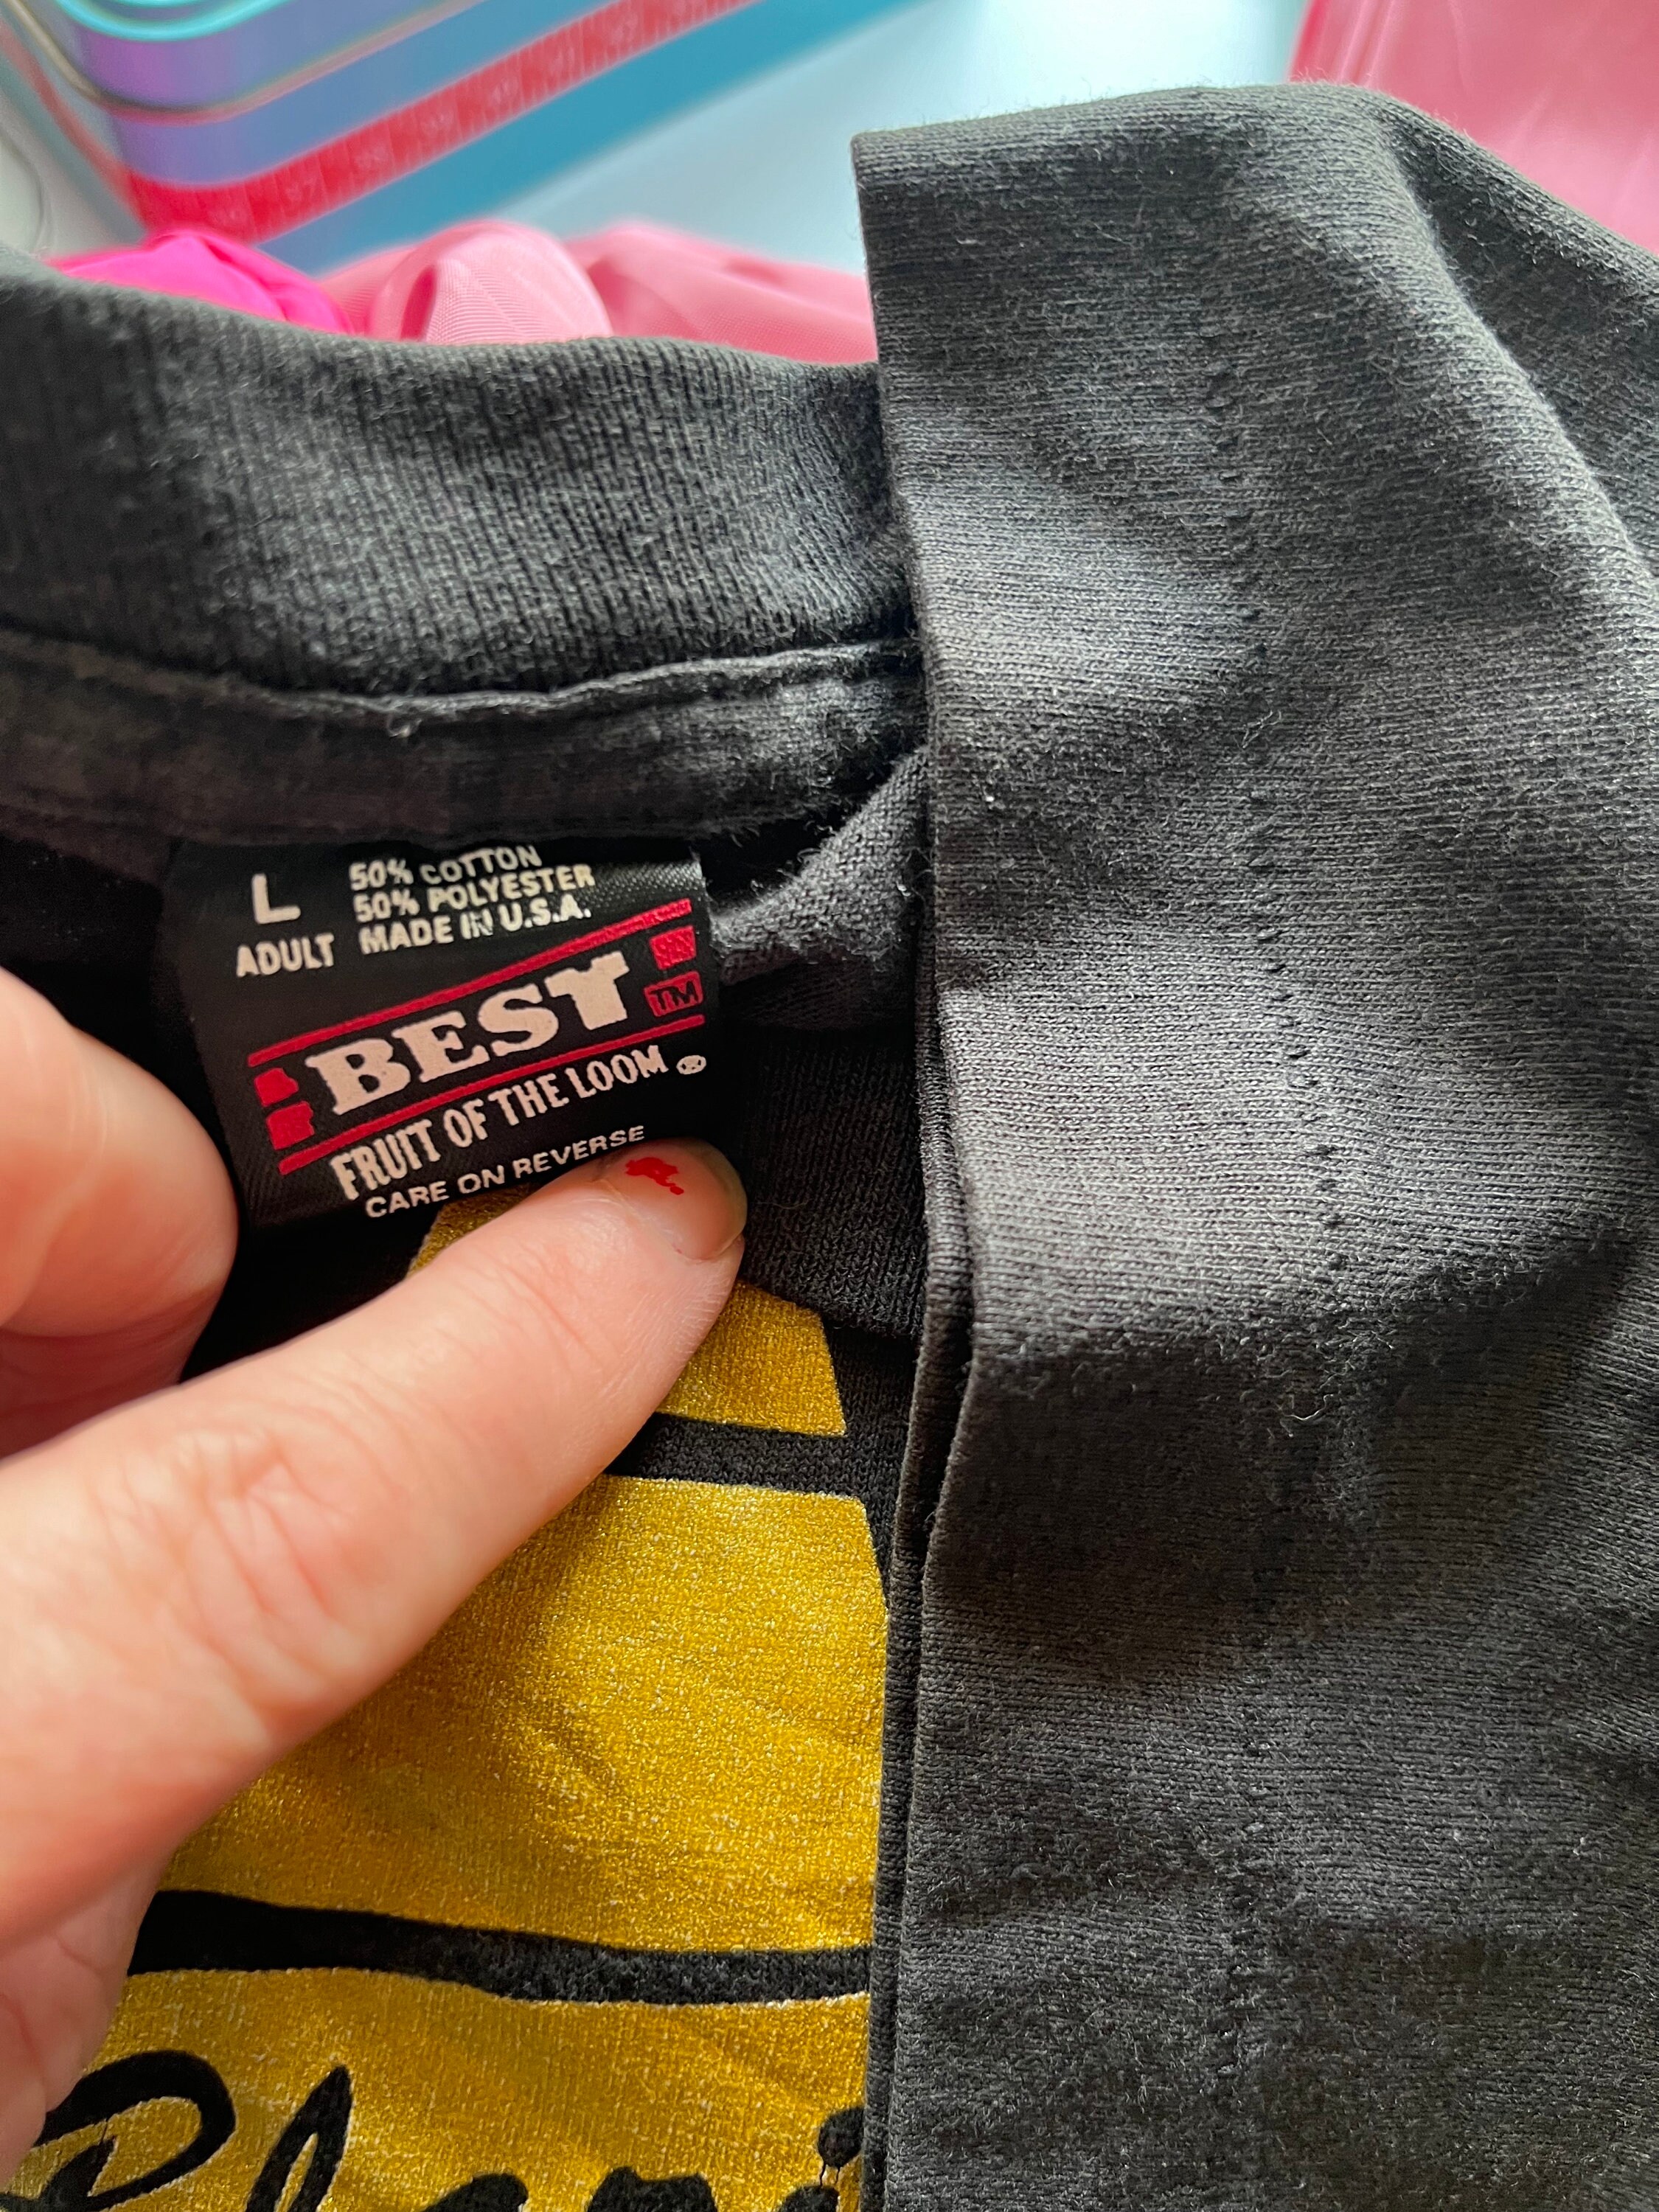 L
ADULT
50% COTTON
50% POLYESTER
MADE IN U.S.A.
BEST
TM
FRUIT OF THE LOOM
CARE ON REVERSE